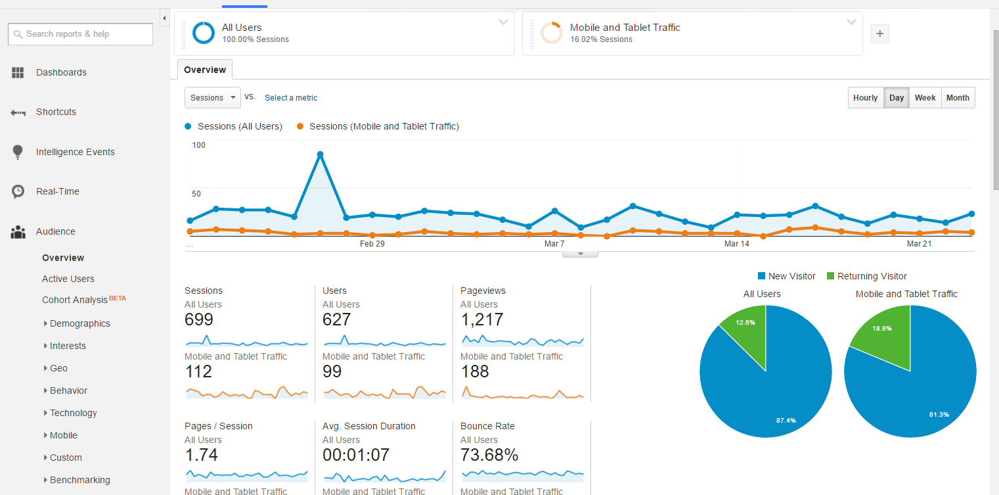 Search reports & help
Dashboards
Shortcuts
Intelligence Events
Real-Time
Audience
Overview
Active Users
Cohort Analysis BETA
Demographics
Interests
Geo
Behavior
Technology
Mobile
Custom
Benchmarking
All Users
100.00% Sessions
Mobile and Tablet Traffic
16.02% Sessions
+
Overview
Sessions vs. Select a metric
Hourly Day Week Month
Sessions (All Users) Sessions (Mobile and Tablet Traffic)
100
50
... Feb 29 Mar 7 Mar 14 Mar 21
Sessions
All Users
699
Mobile and Tablet Traffic
112
Users
All Users
627
Mobile and Tablet Traffic
99
Pageviews
All Users
1,217
Mobile and Tablet Traffic
188
Pages / Session
All Users
1.74
Mobile and Tablet Traffic
Avg. Session Duration
All Users
00:01:07
Mobile and Tablet Traffic
Bounce Rate
All Users
73.68%
Mobile and Tablet Traffic
New Visitor Returning Visitor
All Users
12.6%
87.4%
Mobile and Tablet Traffic
18.8%
81.3%